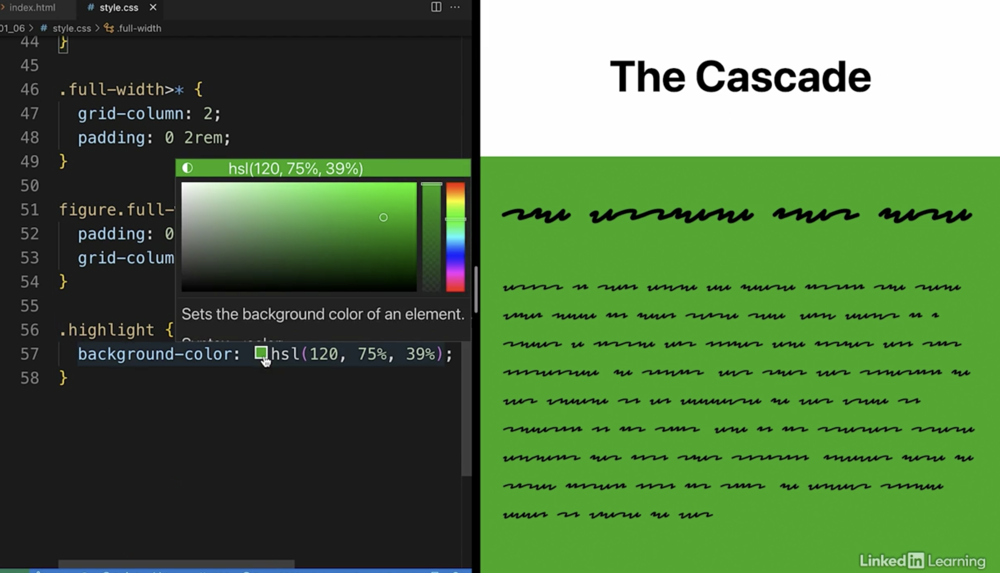 index.html
# style.css
01_06 > # style.css > .full-width
44 }
45
46 .full-width>* {
47 grid-column: 2;
48 padding: 0 2rem;
49 }
50
51 figure.full-
52 padding: 0
53 grid-colum
54 }
55
56 .highlight {
57 background-color: hsl(120, 75%, 39%);
58 }
hsl(120, 75%, 39%)
Sets the background color of an element.
The Cascade
Linked in Learning